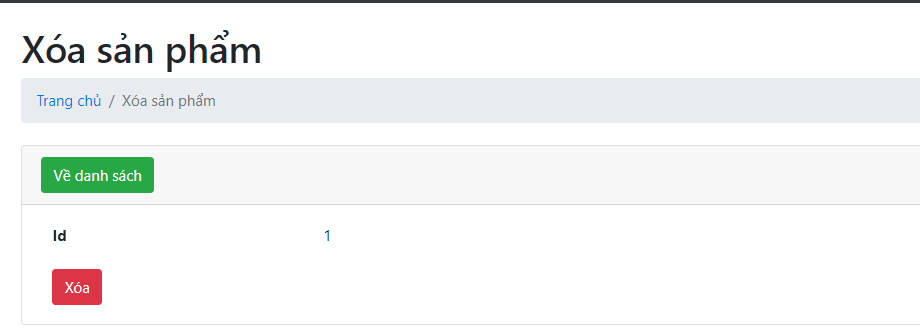 Xóa sản phẩm
Trang chủ / Xóa sản phẩm
Về danh sách
Id 1
Xóa